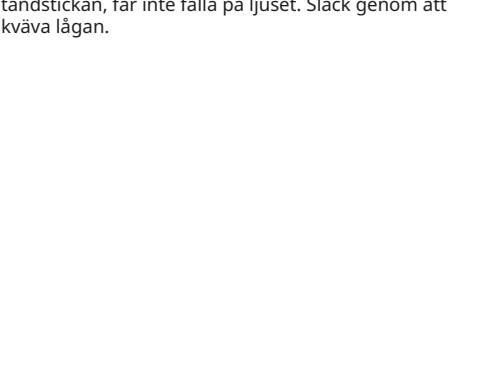 tändstickan, får inte falla på ljuset. Släck genom att
kväva lågan.